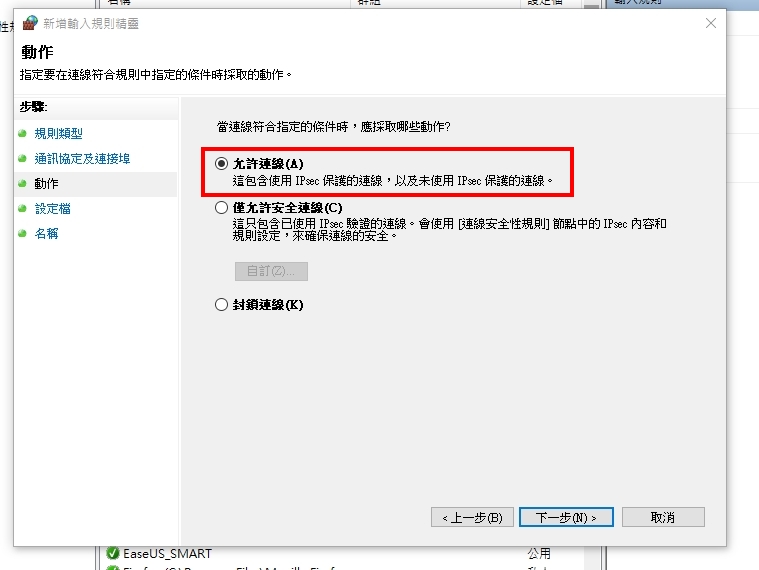 新增輸入規則精靈
動作
指定要在連線符合規則中指定的條件時採取的動作。
步驟:
規則類型
通訊協定及連接埠
動作
設定檔
名稱
當連線符合指定的條件時，應採取哪些動作?
允許連線(A)
這包含使用 IPsec 保護的連線，以及未使用 IPsec 保護的連線。
僅允許安全連線(C)
這只包含已使用 IPsec 驗證的連線。會使用 [連線安全性規則] 節點中的 IPsec 內容和
規則設定，來確保連線的安全。
自訂(Z)...
封鎖連線(K)
< 上一步(B)
下一步(N) >
取消
EaseUS_SMART
公用